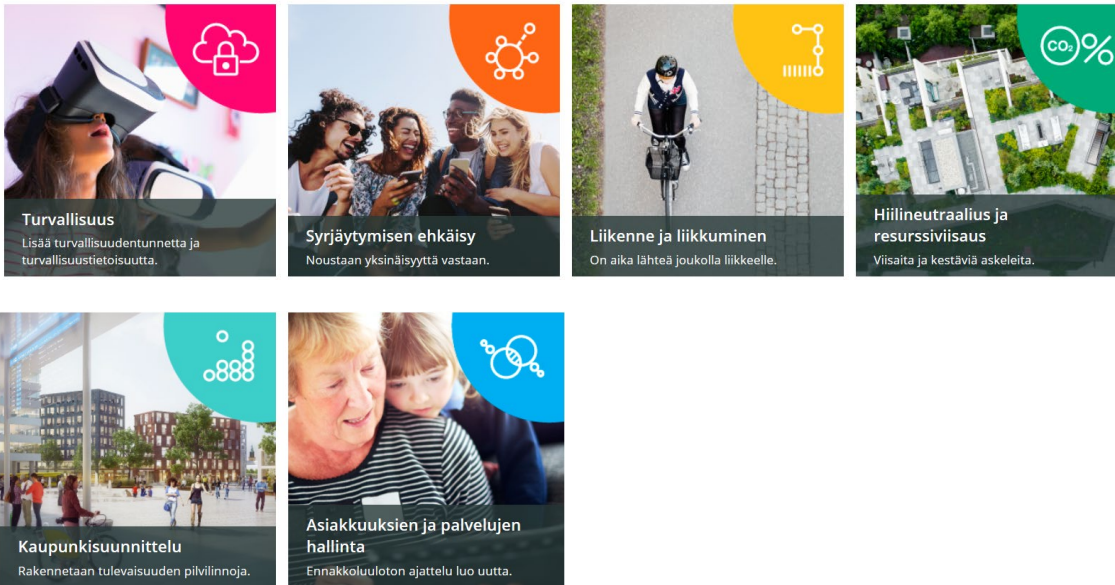 Turvallisuus
Lisää turvallisuudentunnetta ja
turvallisuustietoisuutta.
Syrjäytymisen ehkäisy
Noustaan yksinäisyyttä vastaan.
Liikenne ja liikkuminen
On aika lähteä joukolla liikkeelle.
CO₂%
Hiilineutraalius ja
resurssiviisaus
Viisaita ja kestäviä askeleita.
Kaupunkisuunnittelu
Rakennetaan tulevaisuuden pilvilinnoja.
Asiakkuuksien ja palvelujen
hallinta
Ennakkoluuloton ajattelu luo uutta.